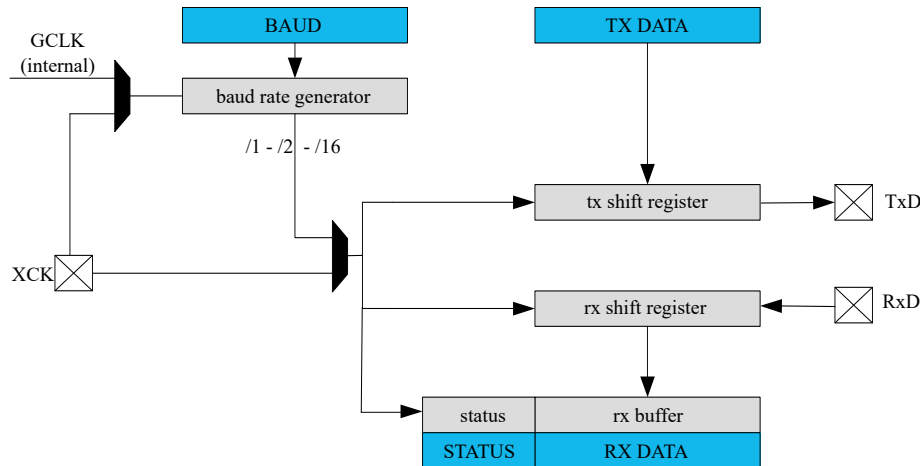 BAUD
TX DATA
GCLK
(internal)
baud rate generator
/1 - /2 - /16
tx shift register
TxD
XCK
rx shift register
RxD
status
rx buffer
STATUS
RX DATA